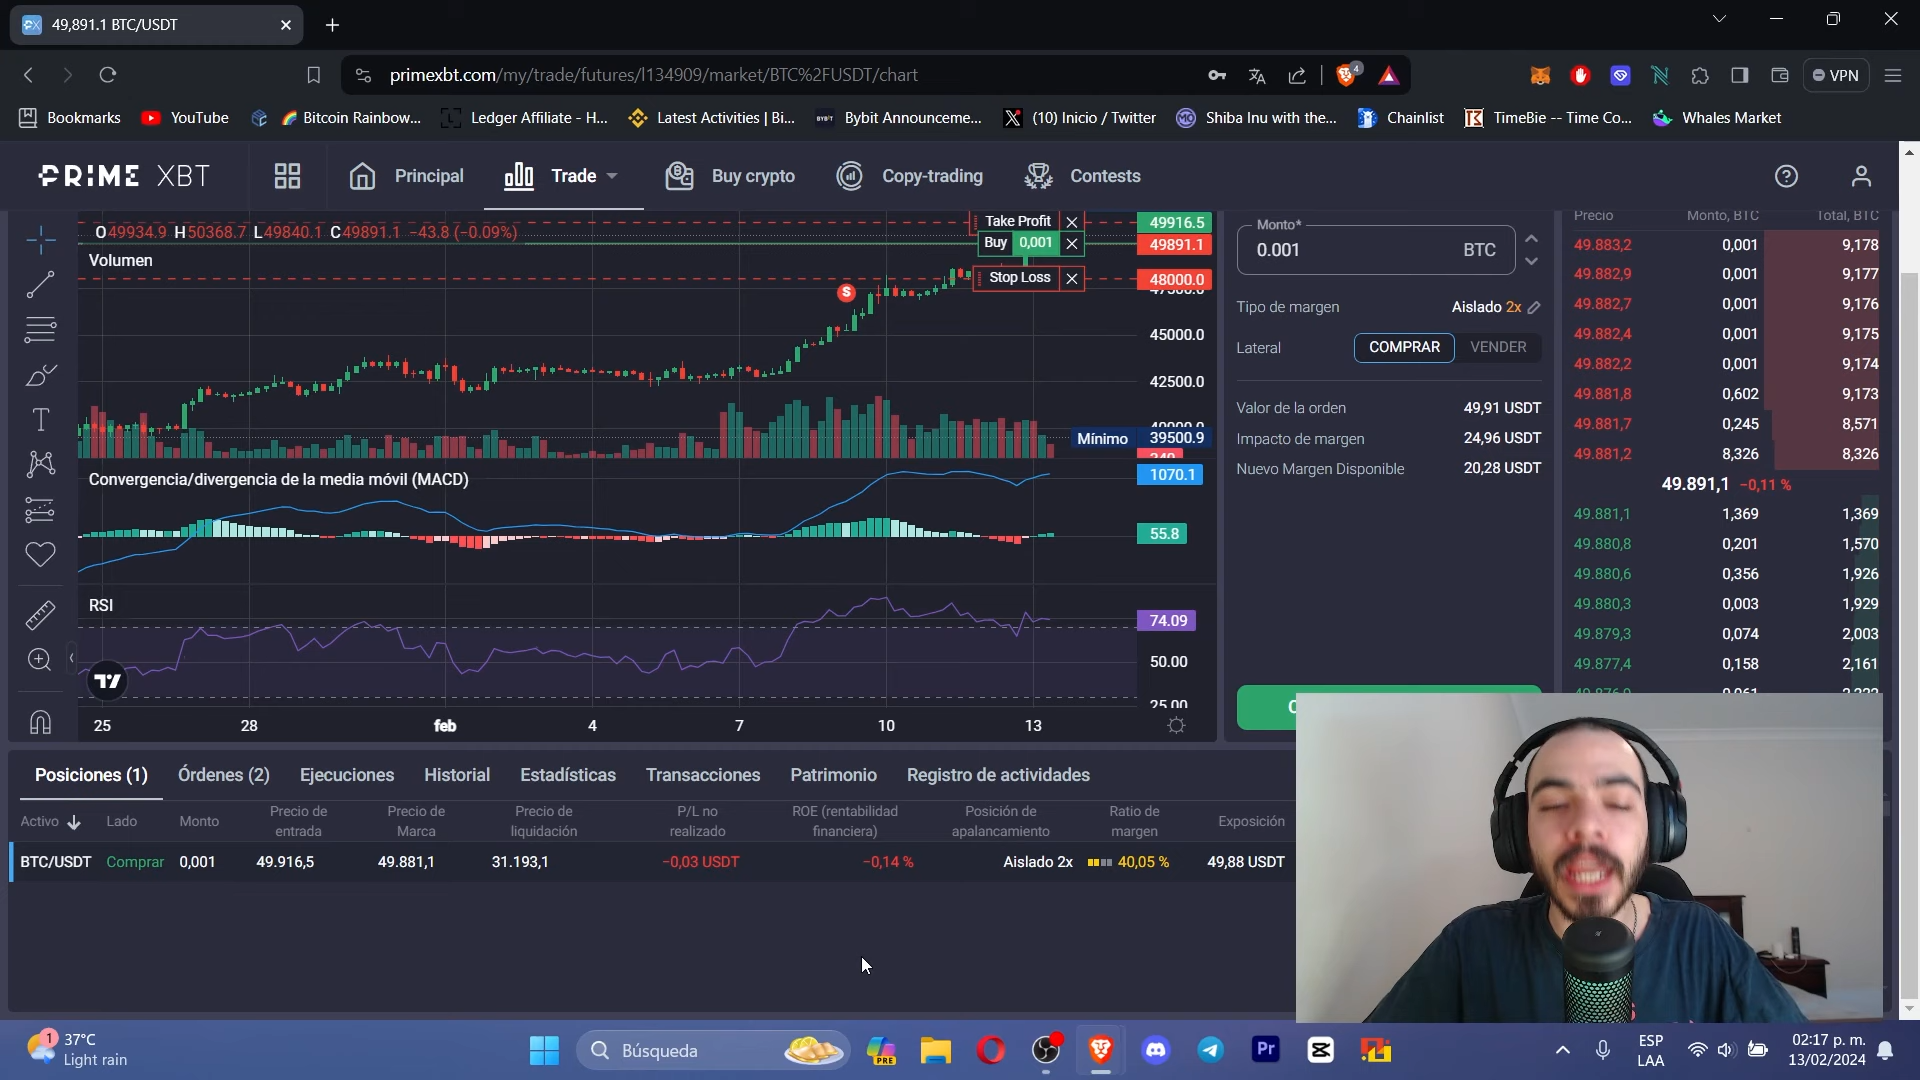 49,891.1 BTC/USDT
primexbt.com/my/trade/futures/I134909/market/BTC%2FUSDT/chart
4
VPN
Bookmarks
YouTube
Bitcoin Rainbow...
Ledger Affiliate - H...
Latest Activities | Bi...
Bybit Announceme...
(10) Inicio / Twitter
Shiba Inu with the...
Chainlist
TimeBie -- Time Co...
Whales Market
PRIME XBT
Principal
Trade
Buy crypto
Copy-trading
Contests
O49934.9 H50368.7 L49840.1 C49891.1 −43.8 (−0.09%)
Volumen
Take Profit
49916.5
Buy 0,001
49891.1
Stop Loss
48000.0
S
45000.0
42500.0
Mínimo 39500.9
Convergencia/divergencia de la media móvil (MACD)
1070.1
55.8
RSI
74.09
50.00
25.00
25 28 feb 4 7 10 13
Monto*
0.001 BTC
Tipo de margen Aislado 2x
Lateral COMPRAR VENDER
Valor de la orden 49,91 USDT
Impacto de margen 24,96 USDT
Nuevo Margen Disponible 20,28 USDT
Precio Monto, BTC Total, BTC
49.883,2 0,001 9,178
49.882,9 0,001 9,177
49.882,7 0,001 9,176
49.882,4 0,001 9,175
49.882,2 0,001 9,174
49.881,8 0,602 9,173
49.881,7 0,245 8,571
49.881,2 8,326 8,326
49.891,1 −0,11 %
49.881,1 1,369 1,369
49.880,8 0,201 1,570
49.880,6 0,356 1,926
49.880,3 0,003 1,929
49.879,3 0,074 2,003
49.877,4 0,158 2,161
Posiciones (1) Órdenes (2) Ejecuciones Historial Estadísticas Transacciones Patrimonio Registro de actividades
Activo Lado Monto Precio de entrada Precio de Marca Precio de liquidación P/L no realizado ROE (rentabilidad financiera) Posición de apalancamiento Ratio de margen Exposición
BTC/USDT Comprar 0,001 49.916,5 49.881,1 31.193,1 −0,03 USDT −0,14 % Aislado 2x 40,05 % 49,88 USDT
1
37°C
Light rain
Búsqueda
PRE
Pr
ESP
LAA
02:17 p. m.
13/02/2024